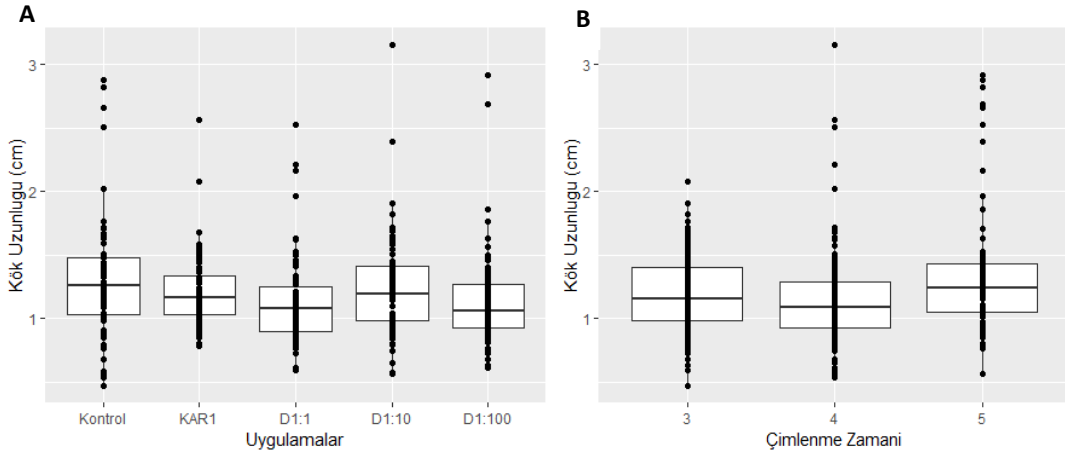 A
Kök Uzunlugu (cm)
3
2
1
Kontrol KAR1 D1:1 D1:10 D1:100
Uygulamalar
B
Kök Uzunlugu (cm)
3
2
1
3 4 5
Çimlenme Zamani